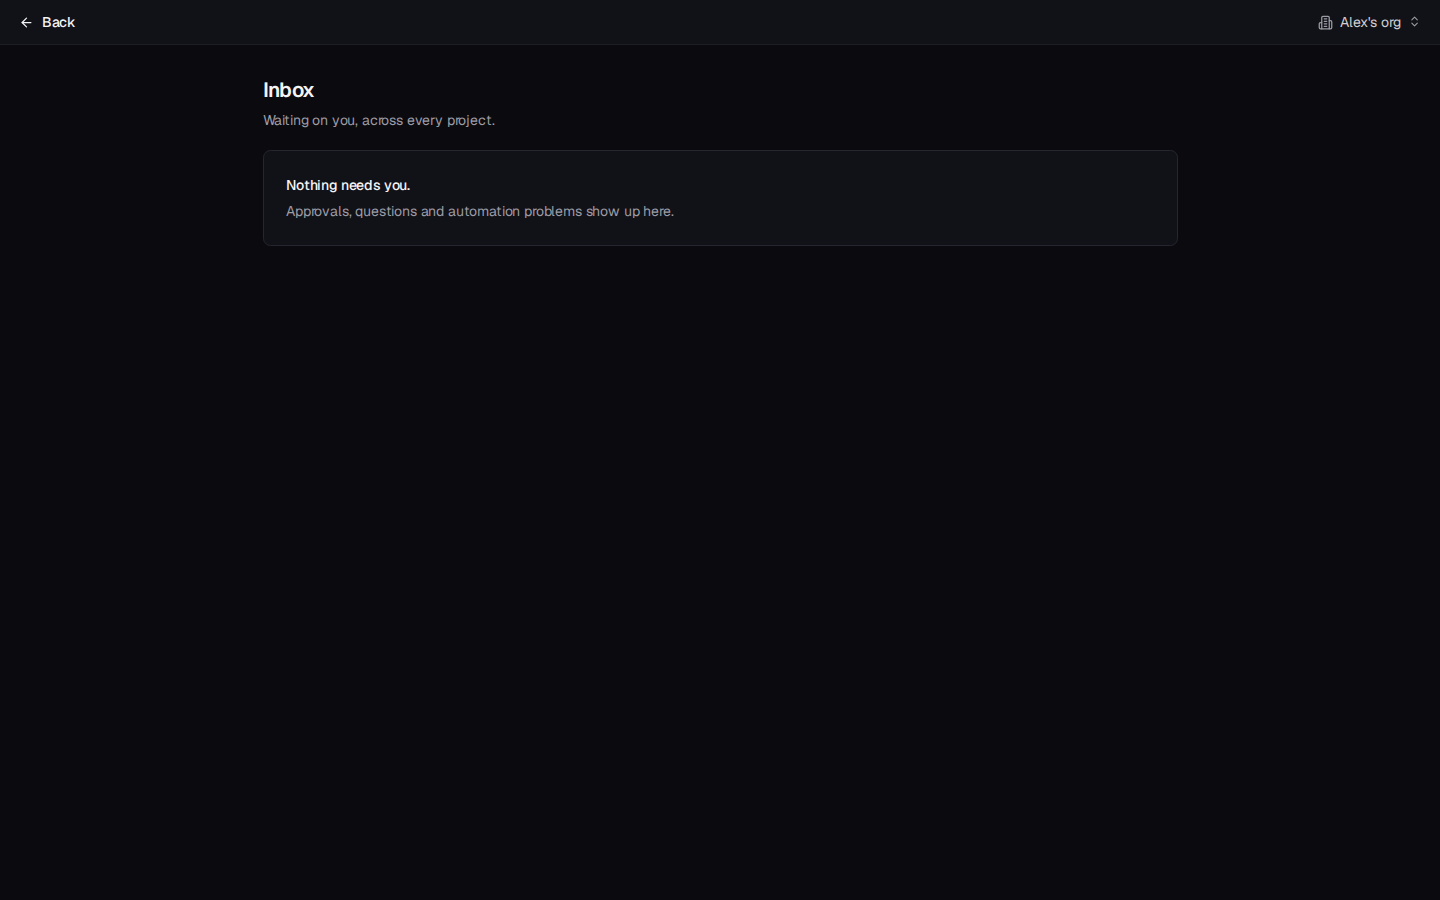 Back
Alex's org
Inbox
Waiting on you, across every project.
Nothing needs you.
Approvals, questions and automation problems show up here.